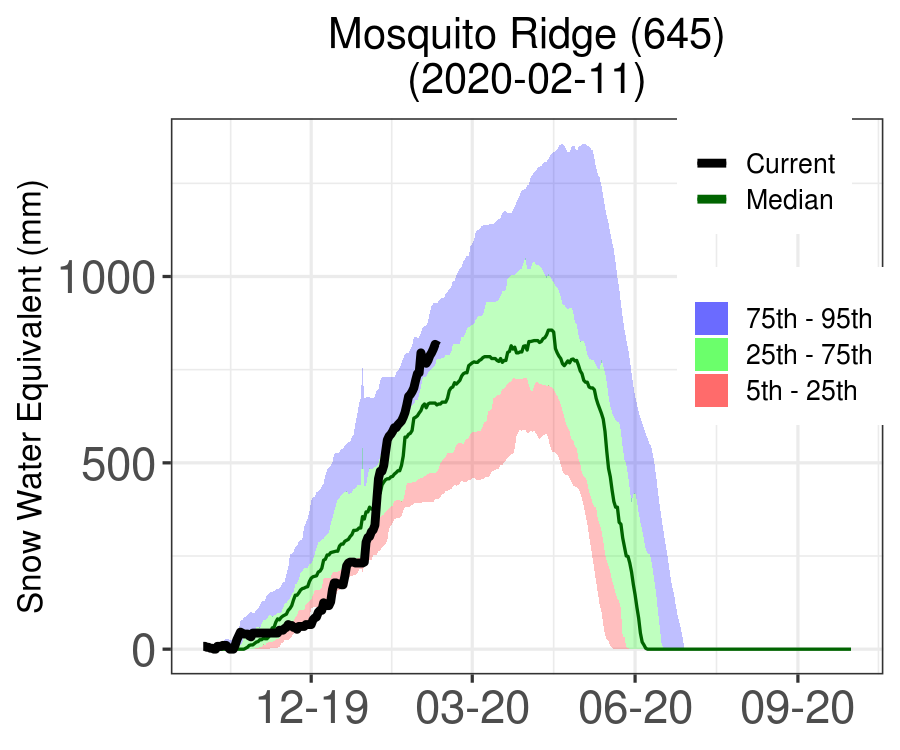 Mosquito Ridge (645)
(2020-02-11)
Snow Water Equivalent (mm)
1000
500
0
12-19
03-20
06-20
09-20
Current
Median
75th - 95th
25th - 75th
5th - 25th